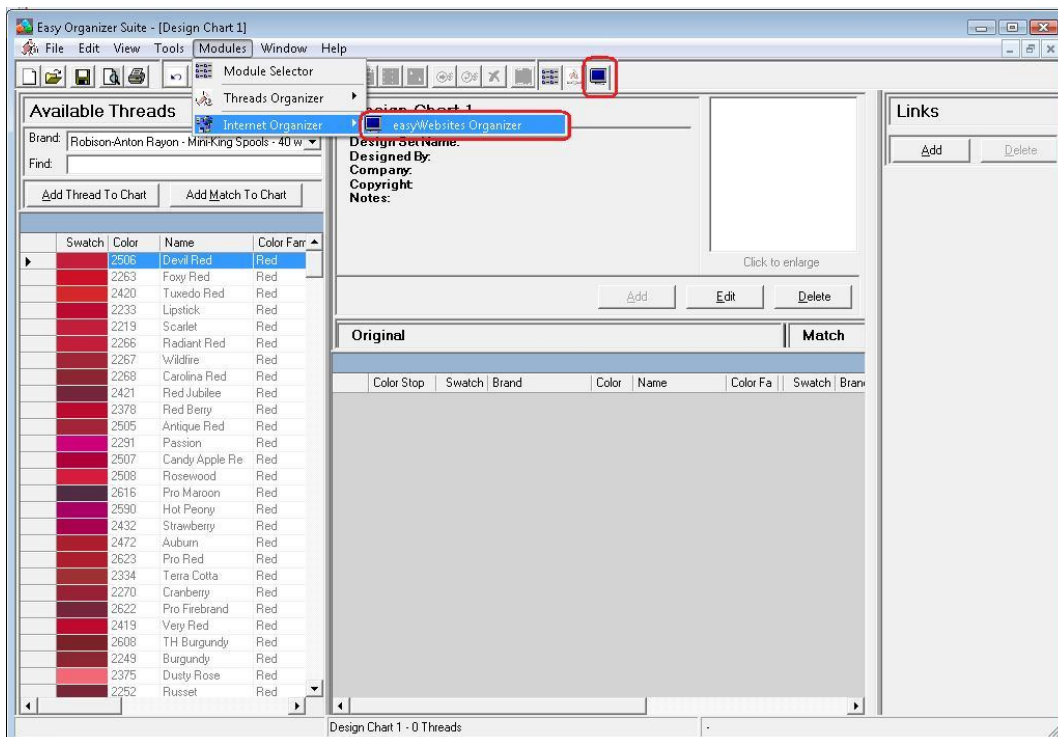 Easy Organizer Suite - [Design Chart 1]
File Edit View Tools Modules Window Help
Module Selector
Threads Organizer
Internet Organizer
easyWebsites Organizer
Available Threads
Brand: Robison-Anton Rayon - Mini-King Spools - 40 w
Find:
Add Thread To Chart Add Match To Chart
Swatch Color Name Color Fam
2506 Devil Red Red
2263 Foxy Red Red
2420 Tuxedo Red Red
2233 Lipstick Red
2219 Scarlet Red
2266 Radiant Red Red
2267 Wildfire Red
2268 Carolina Red Red
2421 Red Jubilee Red
2378 Red Berry Red
2505 Antique Red Red
2291 Passion Red
2507 Candy Apple Re Red
2508 Rosewood Red
2616 Pro Maroon Red
2590 Hot Peony Red
2432 Strawberry Red
2472 Auburn Red
2623 Pro Red Red
2334 Terra Cotta Red
2270 Cranberry Red
2622 Pro Firebrand Red
2419 Very Red Red
2608 TH Burgundy Red
2249 Burgundy Red
2375 Dusty Rose Red
2252 Russet Red
Design Chart 1
Design Set Name:
Designed By:
Company:
Copyright:
Notes:
Click to enlarge
Add Edit Delete
Original Match
Color Stop Swatch Brand Color Name Color Fa Swatch Bran
Links
Add Delete
Design Chart 1 - 0 Threads -